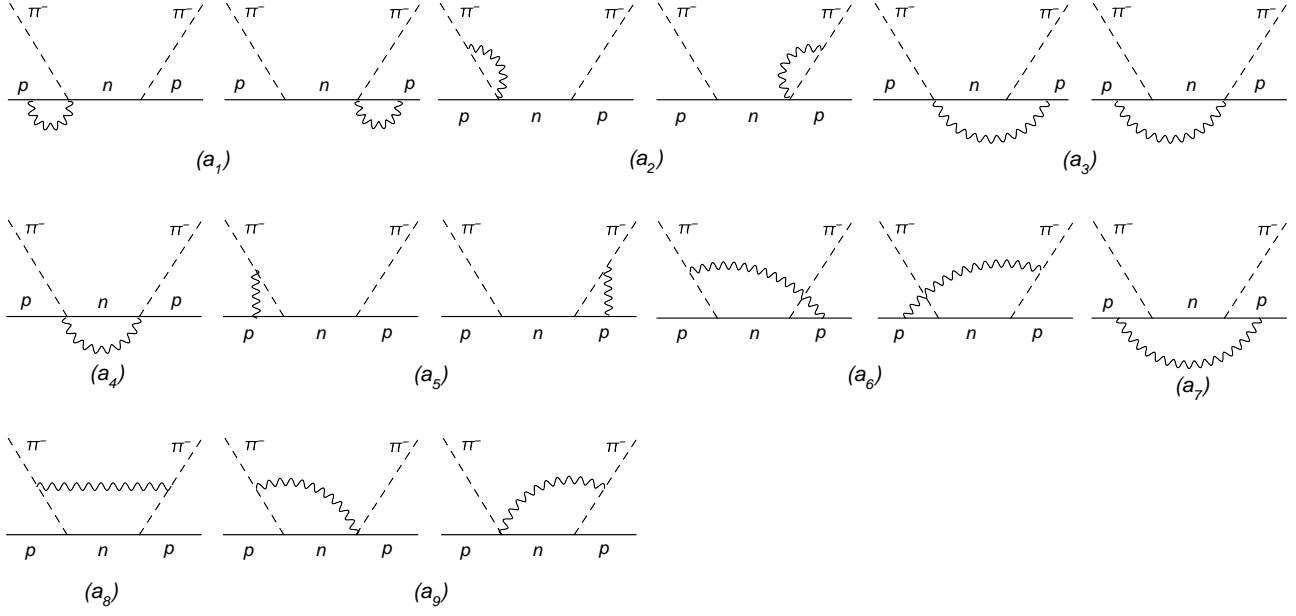 π⁻ π⁻ π⁻ π⁻ π⁻ π⁻
p n p p n p p n p p n p
(a₁) (a₂) (a₃)
π⁻ π⁻ π⁻ π⁻ π⁻ π⁻
p n p p n p p n p p n p p n p p n p
(a₄) (a₅) (a₆) (a₇)
π⁻ π⁻ π⁻ π⁻
p n p p n p p n p
(a₈) (a₉)